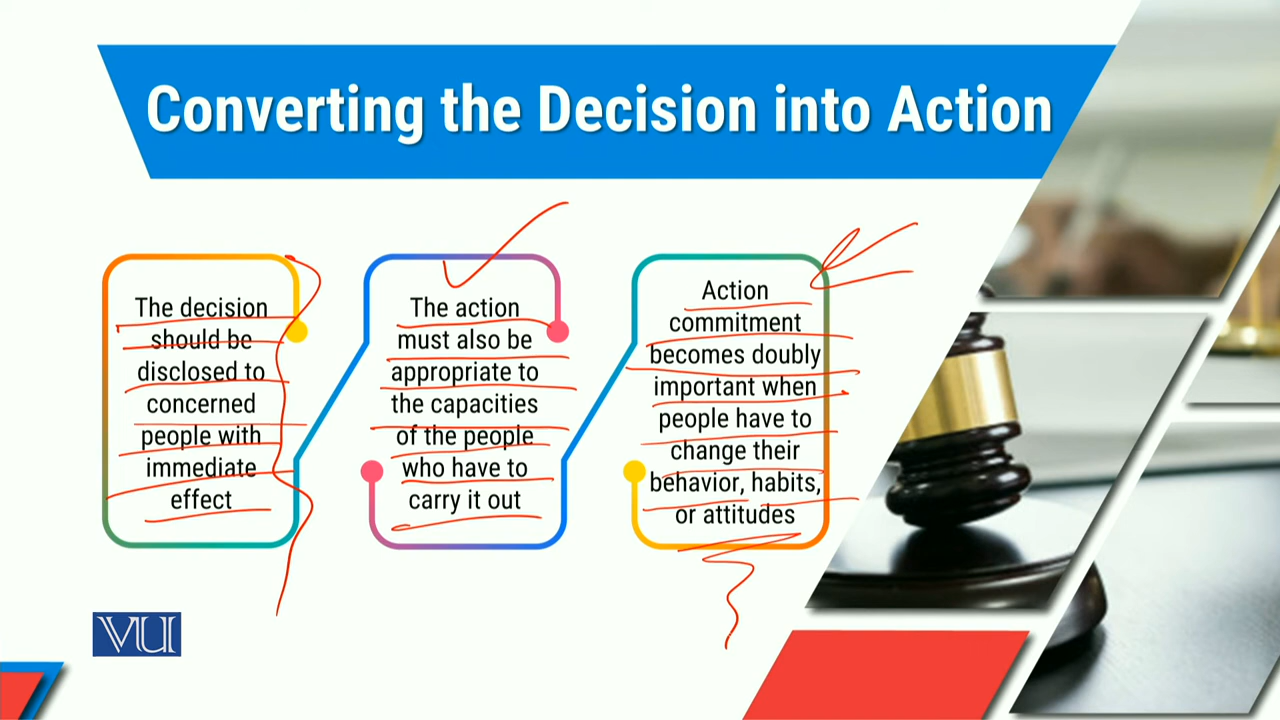 Converting the Decision into Action
The decision
should be
disclosed to
concerned
people with
immediate
effect
The action
must also be
appropriate to
the capacities
of the people
who have to
carry it out
Action
commitment
becomes doubly
important when
people have to
change their
behavior, habits,
or attitudes
VU